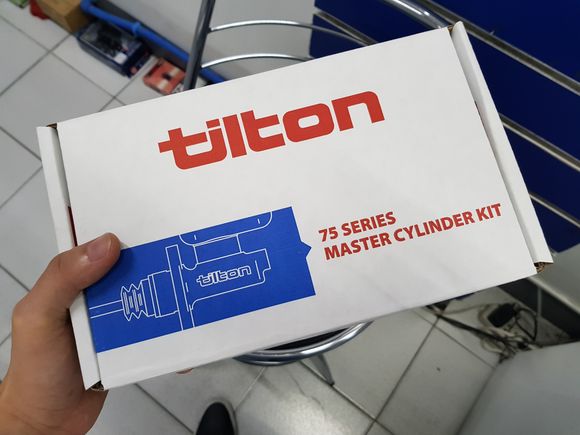 tilton
75 SERIES
MASTER CYLINDER KIT
tilton